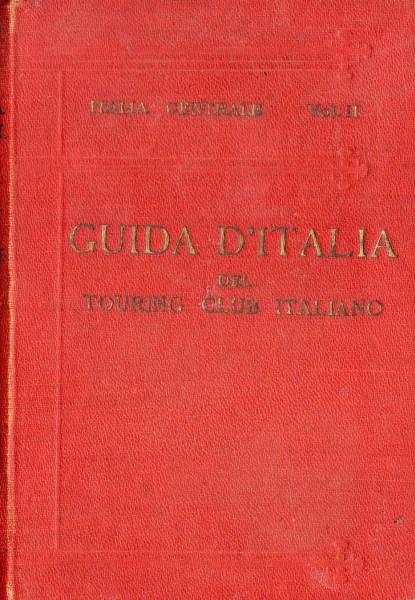 ITALIA CENTRALE Vol. II
GUIDA D'ITALIA
DEL
TOURING CLUB ITALIANO